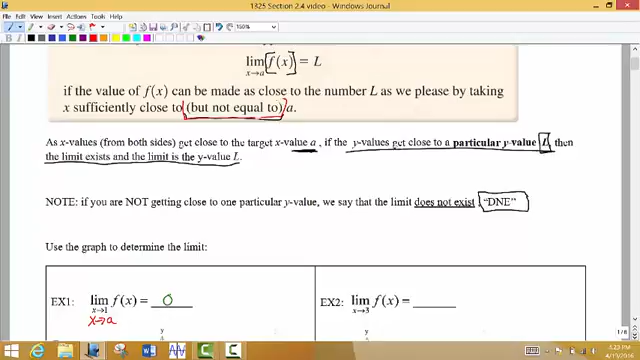 1325 Section 2.4 video - Windows Journal
File Edit View Insert Actions Tools Help
lim [f(x)] = L
x→a
if the value of f(x) can be made as close to the number L as we please by taking
x sufficiently close to (but not equal to) a.
As x-values (from both sides) get close to the target x-value a, if the y-values get close to a particular y-value L, then
the limit exists and the limit is the y-value L.
NOTE: if you are NOT getting close to one particular y-value, we say that the limit does not exist, "DNE"
Use the graph to determine the limit:
EX1: lim f(x) = 0
x→1
x→a
EX2: lim f(x) = ______
x→3
y
y
1/8
4:22 PM